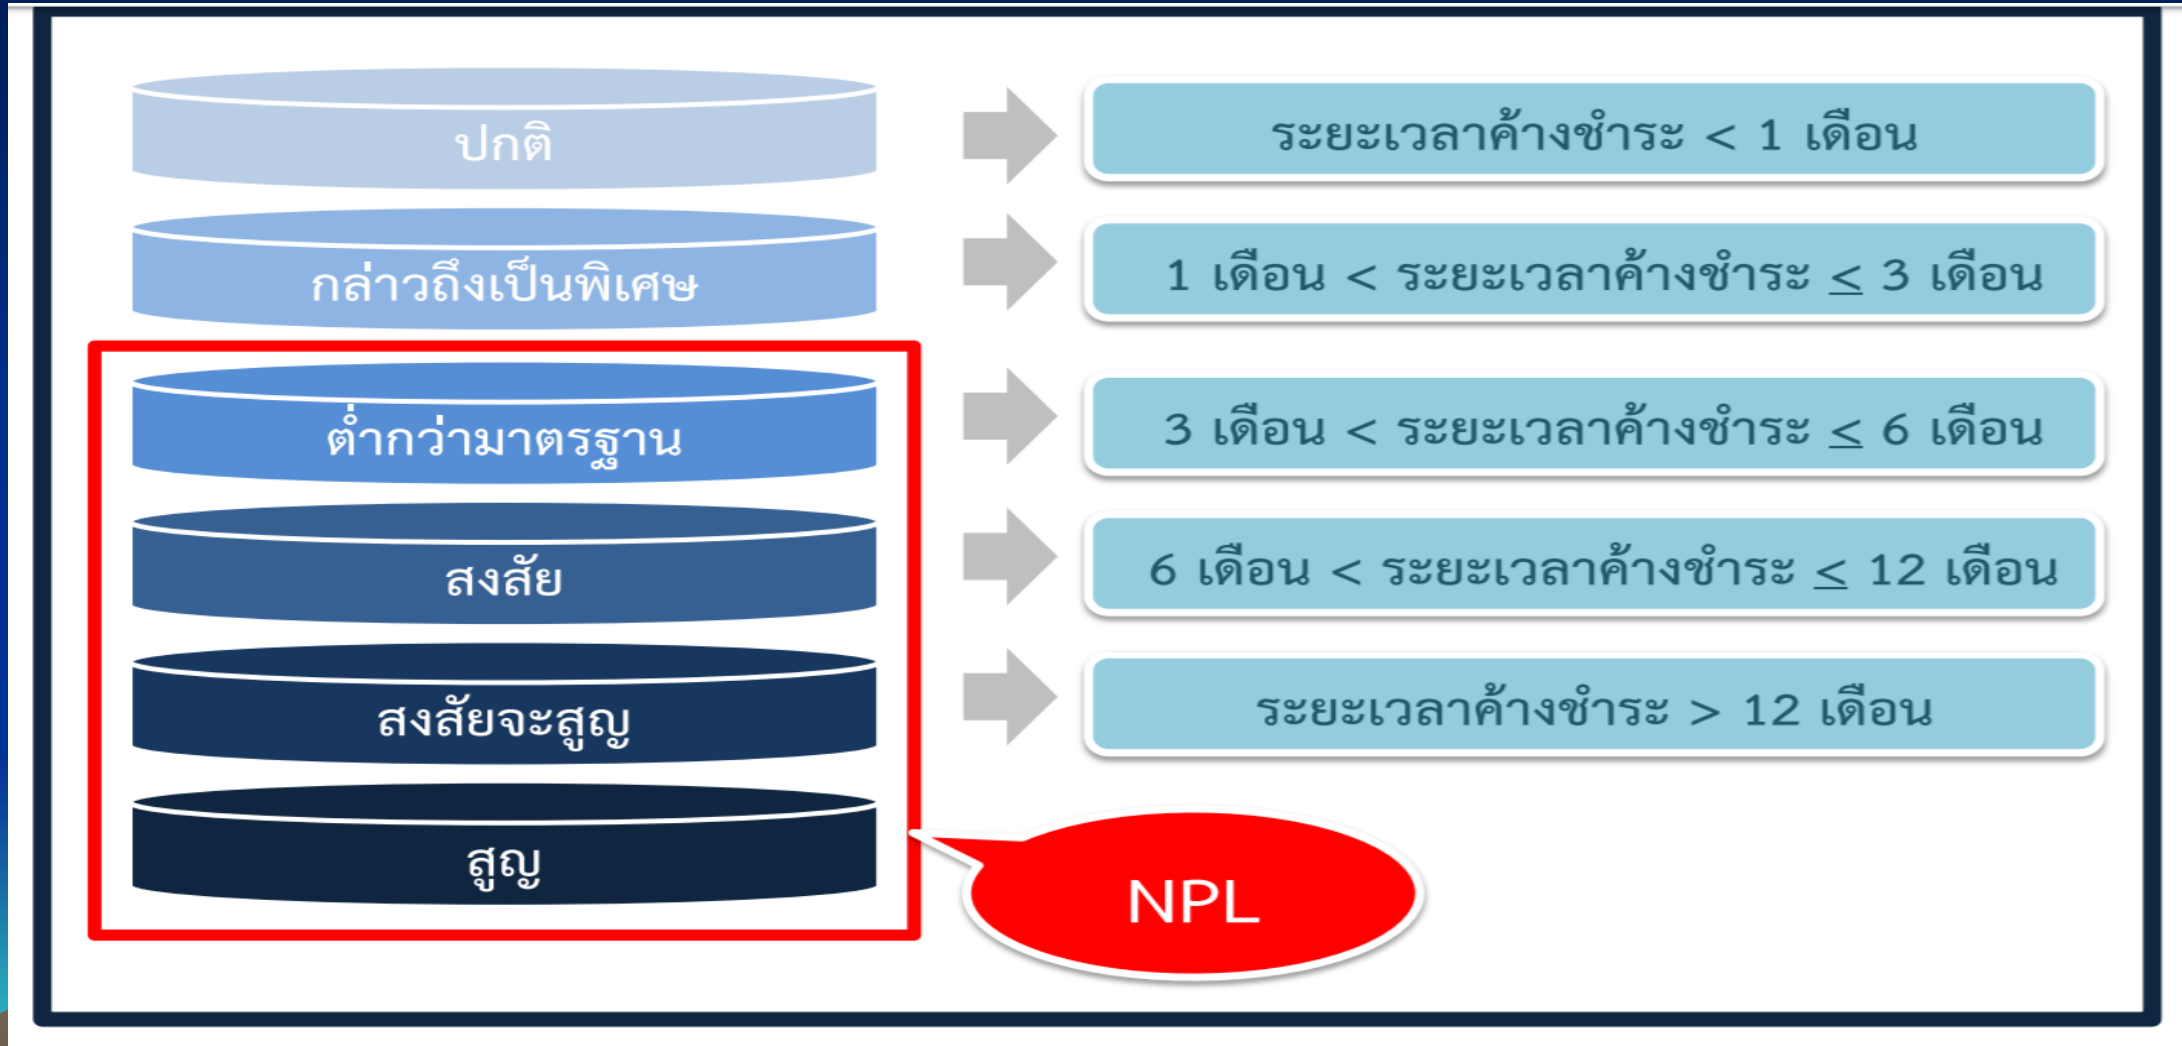 ปกติ
ระยะเวลาค้างชำระ < 1 เดือน
กล่าวถึงเป็นพิเศษ
1 เดือน < ระยะเวลาค้างชำระ ≤ 3 เดือน
ต่ำกว่ามาตรฐาน
3 เดือน < ระยะเวลาค้างชำระ ≤ 6 เดือน
สงสัย
6 เดือน < ระยะเวลาค้างชำระ ≤ 12 เดือน
สงสัยจะสูญ
ระยะเวลาค้างชำระ > 12 เดือน
สูญ
NPL